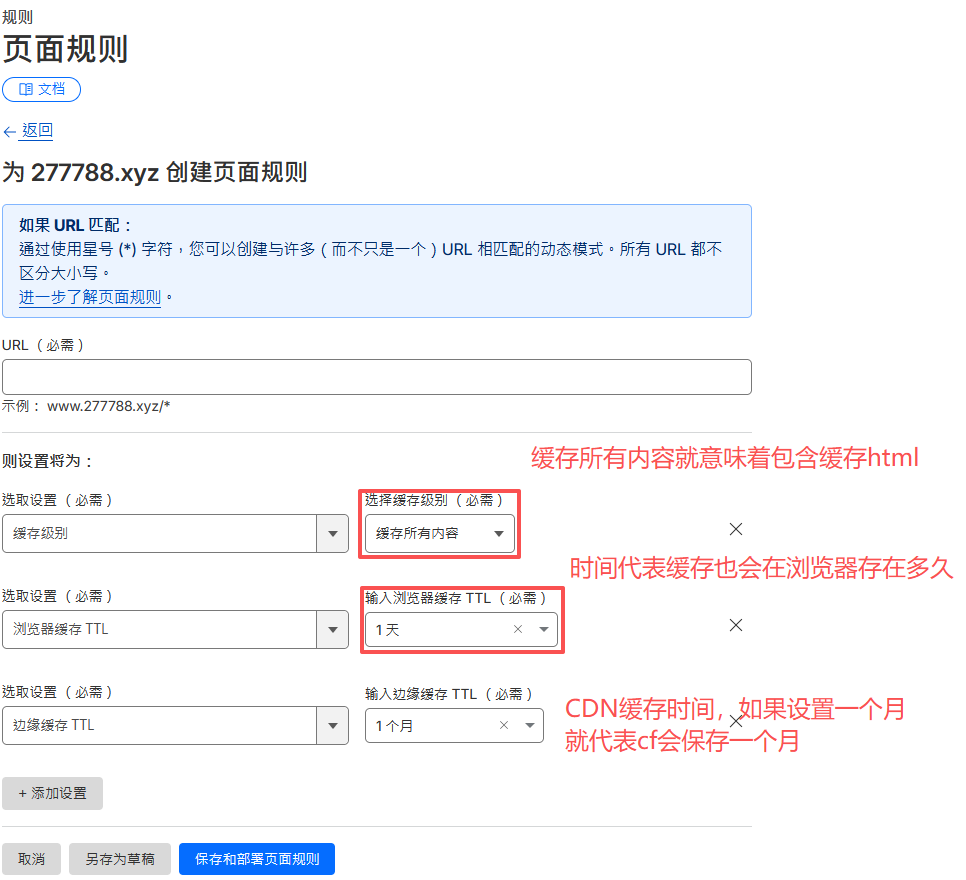 规则
页面规则
文档
← 返回
为 277788.xyz 创建页面规则
如果 URL 匹配：
通过使用星号 (*) 字符，您可以创建与许多（而不只是一个）URL 相匹配的动态模式。所有 URL 都不
区分大小写。
进一步了解页面规则。
URL（必需）
示例： www.277788.xyz/*
则设置将为：
缓存所有内容就意味着包含缓存html
选取设置（必需）
选择缓存级别（必需）
缓存级别
缓存所有内容
时间代表缓存也会在浏览器存在多久
选取设置（必需）
输入浏览器缓存 TTL（必需）
浏览器缓存 TTL
1 天
选取设置（必需）
输入边缘缓存 TTL（必需）
边缘缓存 TTL
1 个月
CDN缓存时间，如果设置一个月
就代表cf会保存一个月
+ 添加设置
取消
另存为草稿
保存和部署页面规则